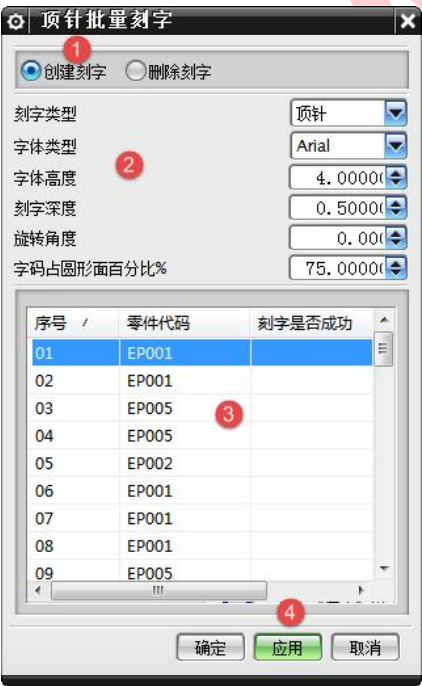 顶针批量刻字
1
创建刻字 删除刻字
刻字类型 顶针
字体类型 Arial
2
字体高度 4.0000
刻字深度 0.5000
旋转角度 0.00
字码占圆形面百分比% 75.0000
序号 / 零件代码 刻字是否成功
01 EP001
02 EP001
03 EP005
3
04 EP005
05 EP002
06 EP001
07 EP001
08 EP001
09 EP005
4
确定 应用 取消